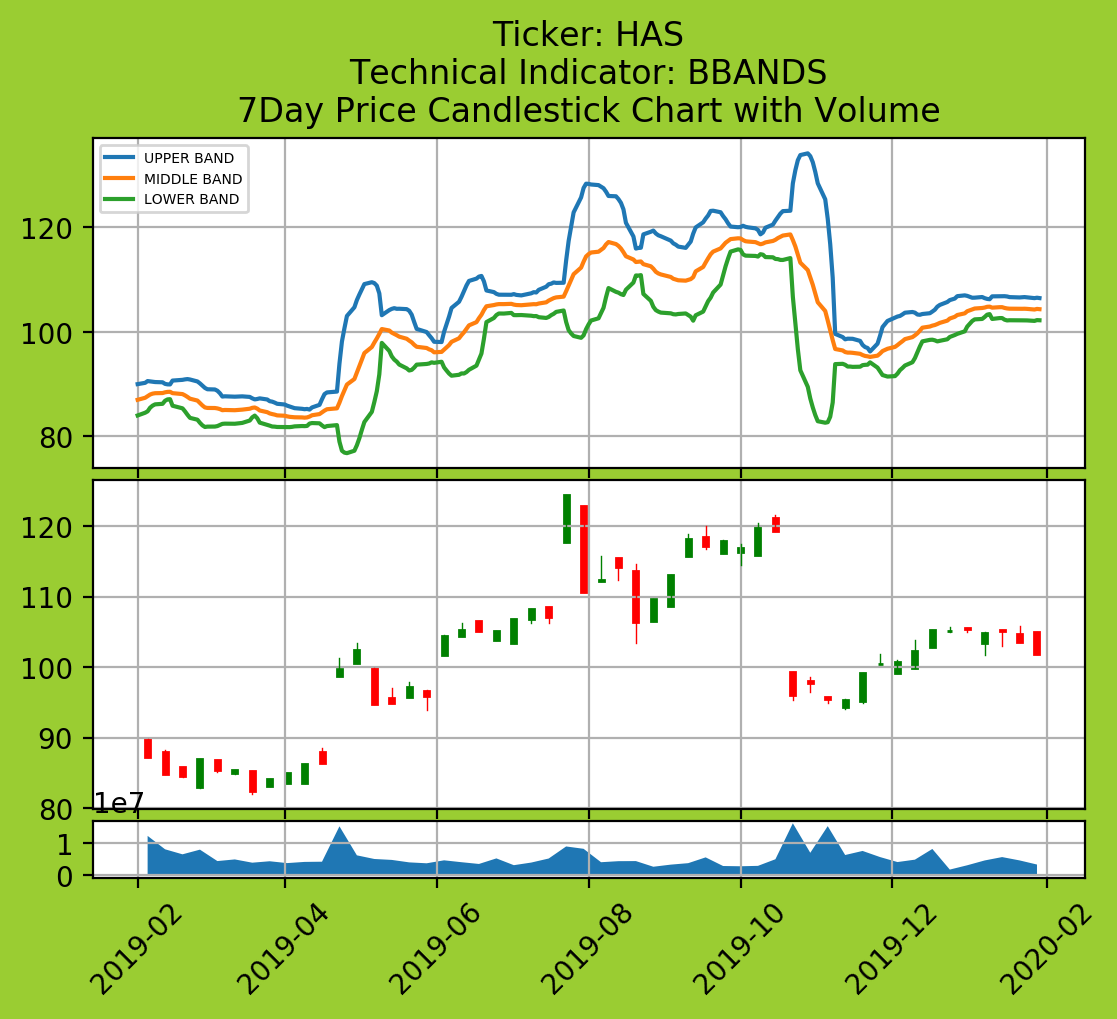 Ticker: HAS
Technical Indicator: BBANDS
7Day Price Candlestick Chart with Volume
UPPER BAND
MIDDLE BAND
LOWER BAND
120
100
80
120
110
100
90
80
1e7
1
0
2019-02
2019-04
2019-06
2019-08
2019-10
2019-12
2020-02